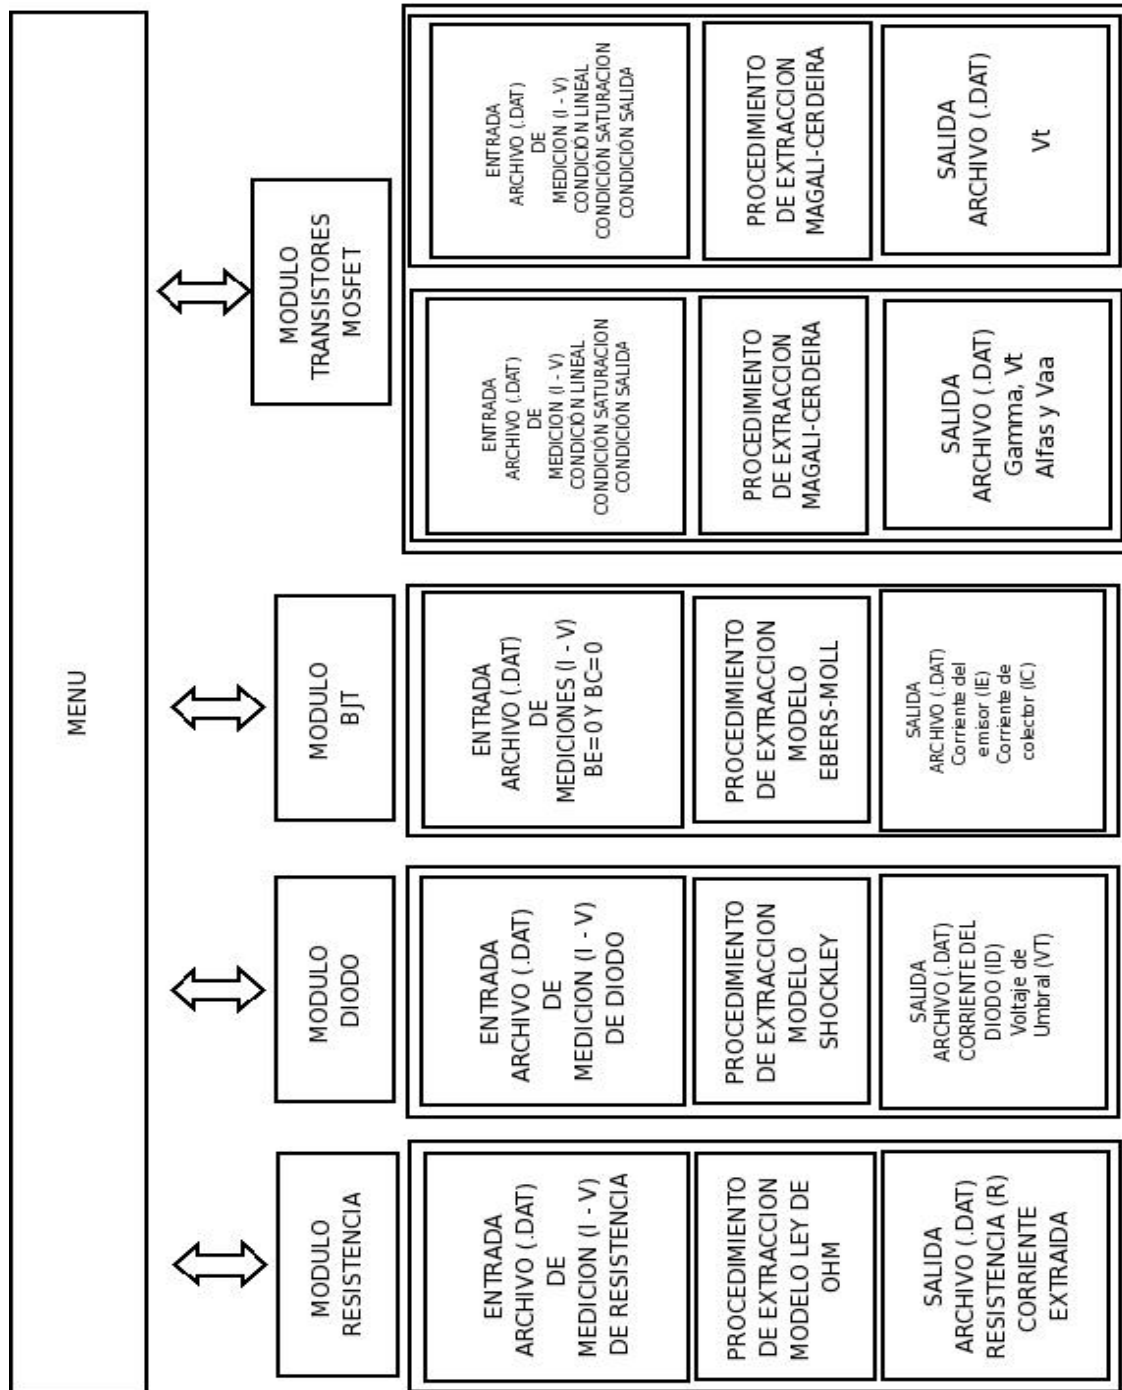 MENU
MODULO
RESISTENCIA
ENTRADA
ARCHIVO (.DAT)
DE
MEDICION (I - V)
DE RESISTENCIA
PROCEDIMIENTO
DE EXTRACCION
MODELO LEY DE
OHM
SALIDA
ARCHIVO (.DAT)
RESISTENCIA (R)
CORRIENTE
EXTRAIDA
MODULO
DIODO
ENTRADA
ARCHIVO (.DAT)
DE
MEDICION (I - V)
DE DIODO
PROCEDIMIENTO
DE EXTRACCION
MODELO
SHOCKLEY
SALIDA
ARCHIVO (.DAT)
CORRIENTE DEL
DIODO (ID)
Voltaje de
Umbral (VT)
MODULO
BJT
ENTRADA
ARCHIVO (.DAT)
DE
MEDICIONES (I - V)
BE=0 Y BC=0
PROCEDIMIENTO
DE EXTRACCION
MODELO
EBERS-MOLL
SALIDA
ARCHIVO (.DAT)
Corriente del
emisor (IE)
Corriente de
colector (IC)
MODULO
TRANSISTORES
MOSFET
ENTRADA
ARCHIVO (.DAT)
DE
MEDICION (I - V)
CONDICIÓN LINEAL
CONDICIÓN SATURACION
CONDICIÓN SALIDA
PROCEDIMIENTO
DE EXTRACCION
MAGALI-CERDEIRA
SALIDA
ARCHIVO (.DAT)
Gamma, Vt
Alfas y Vaa
ENTRADA
ARCHIVO (.DAT)
DE
MEDICION (I - V)
CONDICIÓN LINEAL
CONDICIÓN SATURACION
CONDICIÓN SALIDA
PROCEDIMIENTO
DE EXTRACCION
MAGALI-CERDEIRA
SALIDA
ARCHIVO (.DAT)
Vt